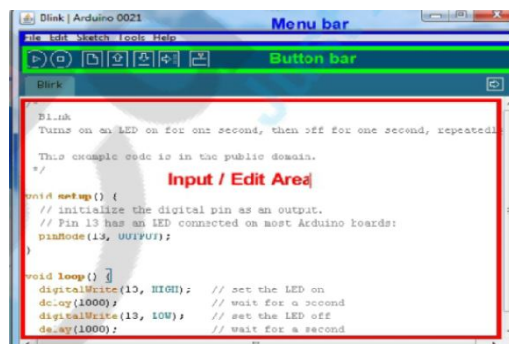 Blink | Arduino 0021
Menu bar
File Edit Sketch Tools Help
Button bar
Blink
/*
Blink
Turns on an LED on for one second, then off for one second, repeatedl
This example code is in the public domain.
*/
Input / Edit Area
void setup() {
// initialize the digital pin as an output.
// Pin 13 has an LED connected on most Arduino boards:
pinMode(13, OUTPUT);
}
void loop() {
digitalWrite(13, HIGH); // set the LED on
delay(1000); // wait for a second
digitalWrite(13, LOW); // set the LED off
delay(1000); // wait for a second